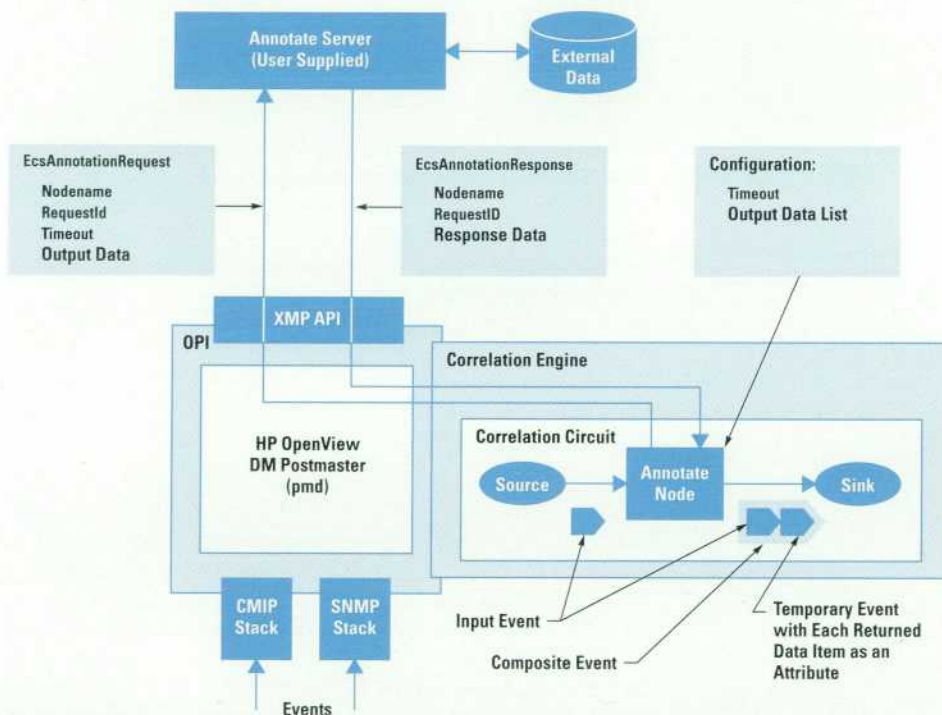 Annotate Server
(User Supplied)
External
Data
EcsAnnotationRequest
Nodename
RequestId
Timeout
Output Data
EcsAnnotationResponse
Nodename
RequestID
Response Data
Configuration:
Timeout
Output Data List
XMP API
OPI
Correlation Engine
HP OpenView
DM Postmaster
(pmd)
Correlation Circuit
Source
Annotate
Node
Sink
CMIP
Stack
SNMP
Stack
Input Event
Composite Event
Temporary Event
with Each Returned
Data Item as an
Attribute
Events